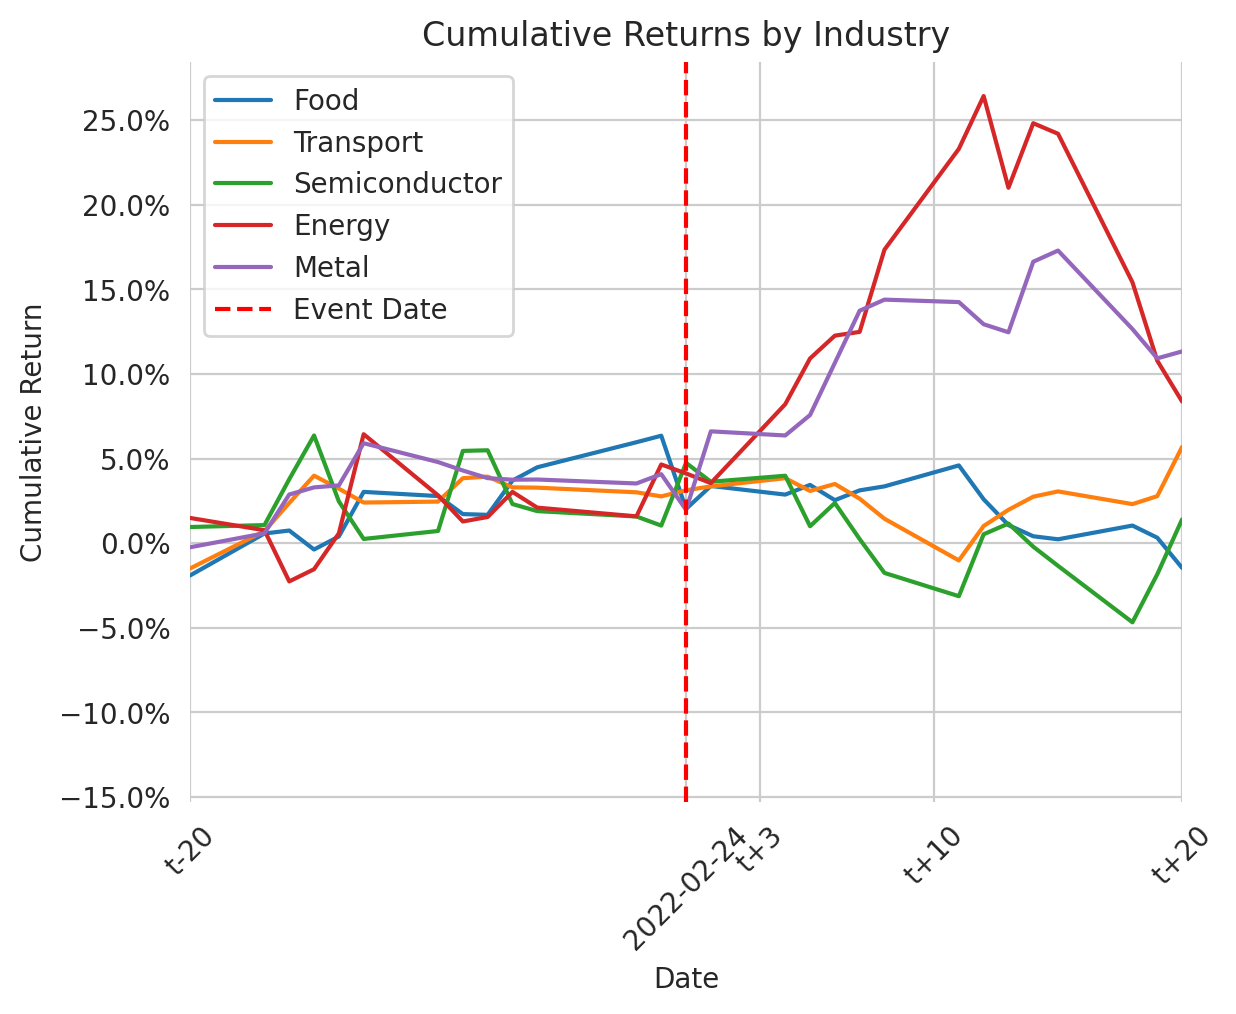 Cumulative Returns by Industry
Food
Transport
Semiconductor
Energy
Metal
Event Date
25.0%
20.0%
15.0%
10.0%
5.0%
0.0%
−5.0%
−10.0%
−15.0%
Cumulative Return
t-20
2022-02-24
t+3
t+10
t+20
Date